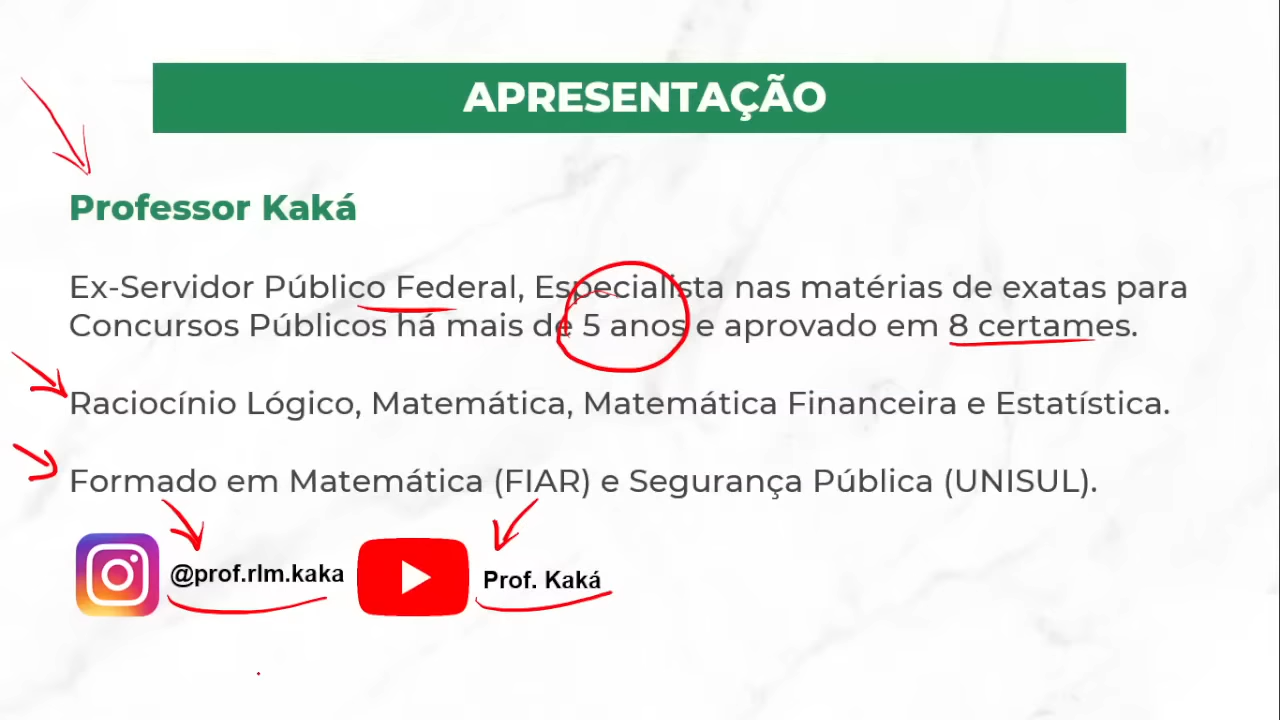 APRESENTAÇÃO
Professor Kaká
Ex-Servidor Público Federal, Especialista nas matérias de exatas para
Concursos Públicos há mais de 5 anos e aprovado em 8 certames.
Raciocínio Lógico, Matemática, Matemática Financeira e Estatística.
Formado em Matemática (FIAR) e Segurança Pública (UNISUL).
@prof.rlm.kaka
Prof. Kaká